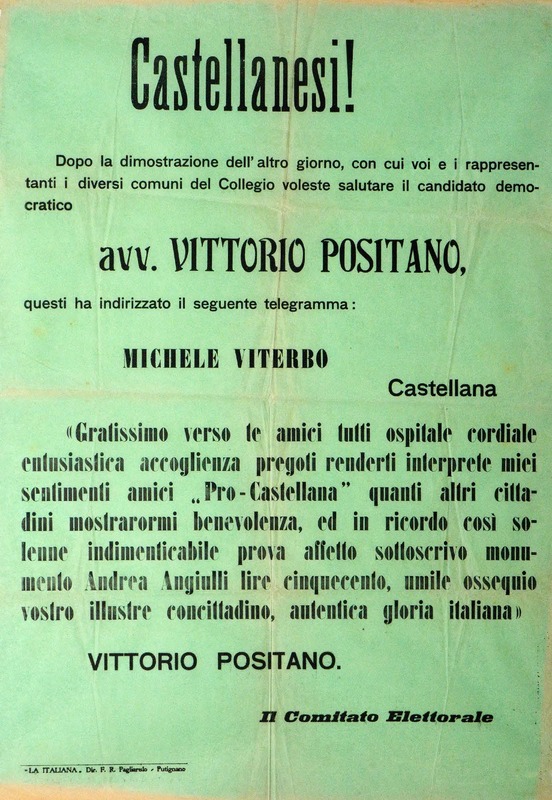 Castellanesi!
Dopo la dimostrazione dell'altro giorno, con cui voi e i rappresen-
tanti i diversi comuni del Collegio voleste salutare il candidato demo-
cratico
avv. VITTORIO POSITANO,
questi ha indirizzato il seguente telegramma:
MICHELE VITERBO
Castellana
«Gratissimo verso te amici tutti ospitale cordiale
entusiastica accoglienza pregoti renderti interprete miei
sentimenti amici „Pro-Castellana” quanti altri citta-
dini mostrarormi benevolenza, ed in ricordo così so-
lenne indimenticabile prova affetto sottoscrivo monu-
mento Andrea Angiulli lire cinquecento, umile ossequio
vostro illustre concittadino, autentica gloria italiana»
VITTORIO POSITANO.
Il Comitato Elettorale
"LA ITALIANA„ Dir. F. R. Pagliarulo - Putignano